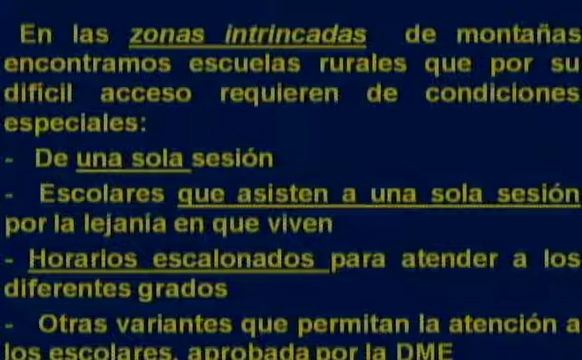 En las zonas intrincadas de montañas
encontramos escuelas rurales que por su
difícil acceso requieren de condiciones
especiales:
- De una sola sesión
- Escolares que asisten a una sola sesión
por la lejanía en que viven
- Horarios escalonados para atender a los
diferentes grados
- Otras variantes que permitan la atención a
los escolares, aprobada por la DME